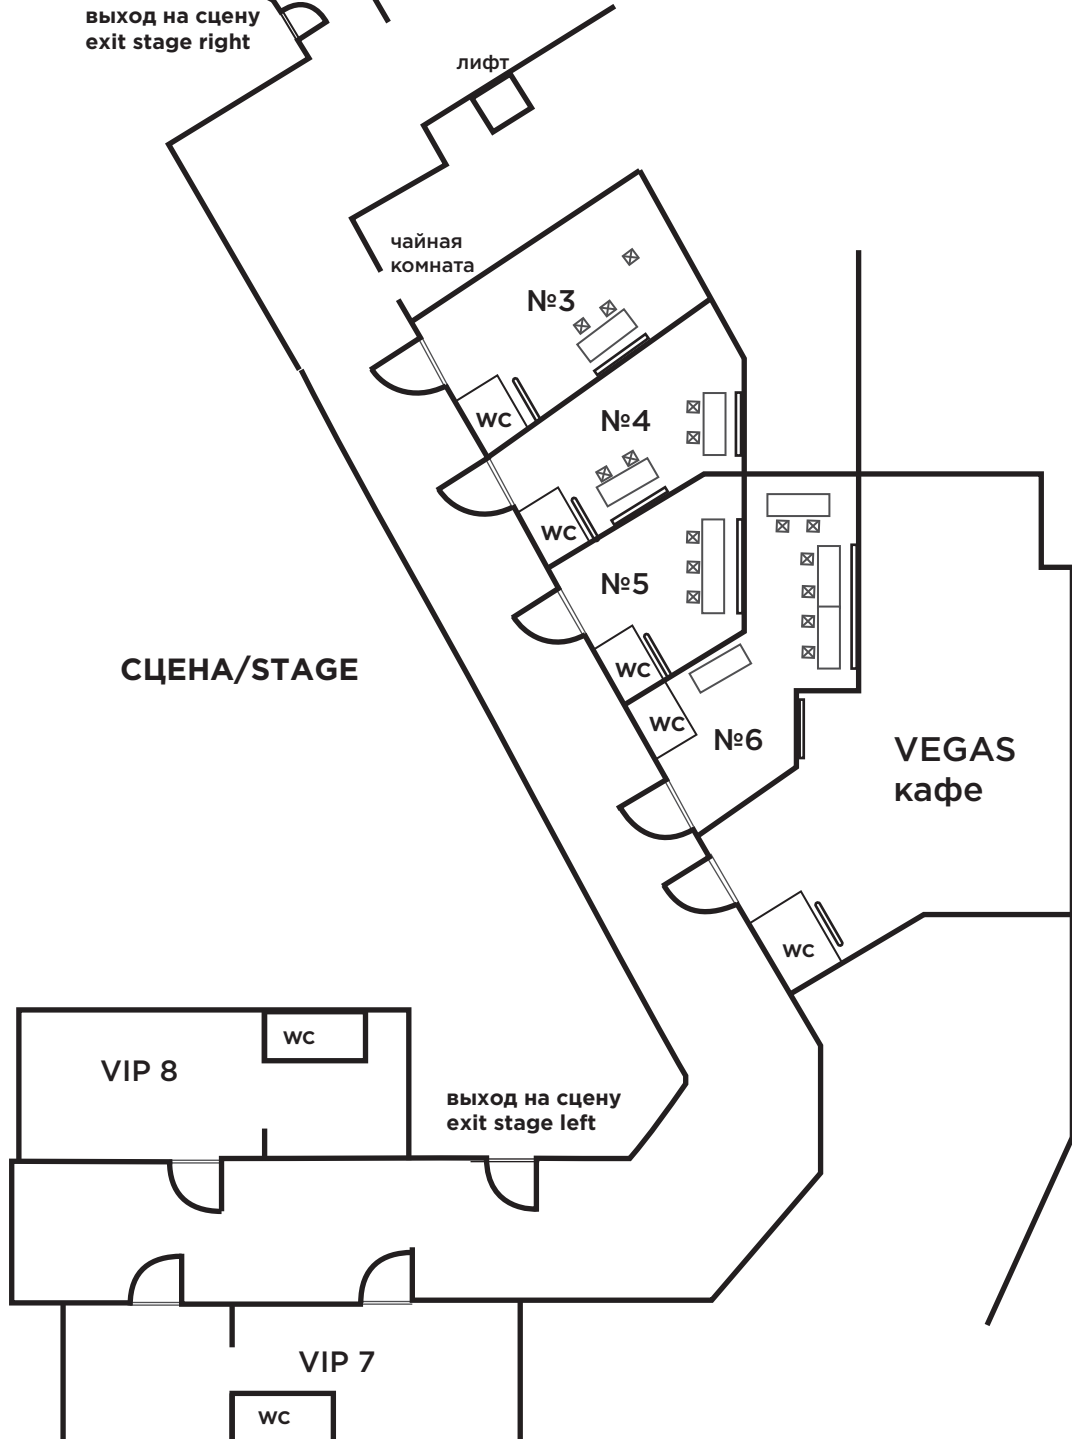 выход на сцену
exit stage right
лифт
чайная
комната
№3
WC
№4
WC
№5
WC
СЦЕНА/STAGE
WC
№6
VEGAS
кафе
WC
WC
VIP 8
выход на сцену
exit stage left
VIP 7
WC